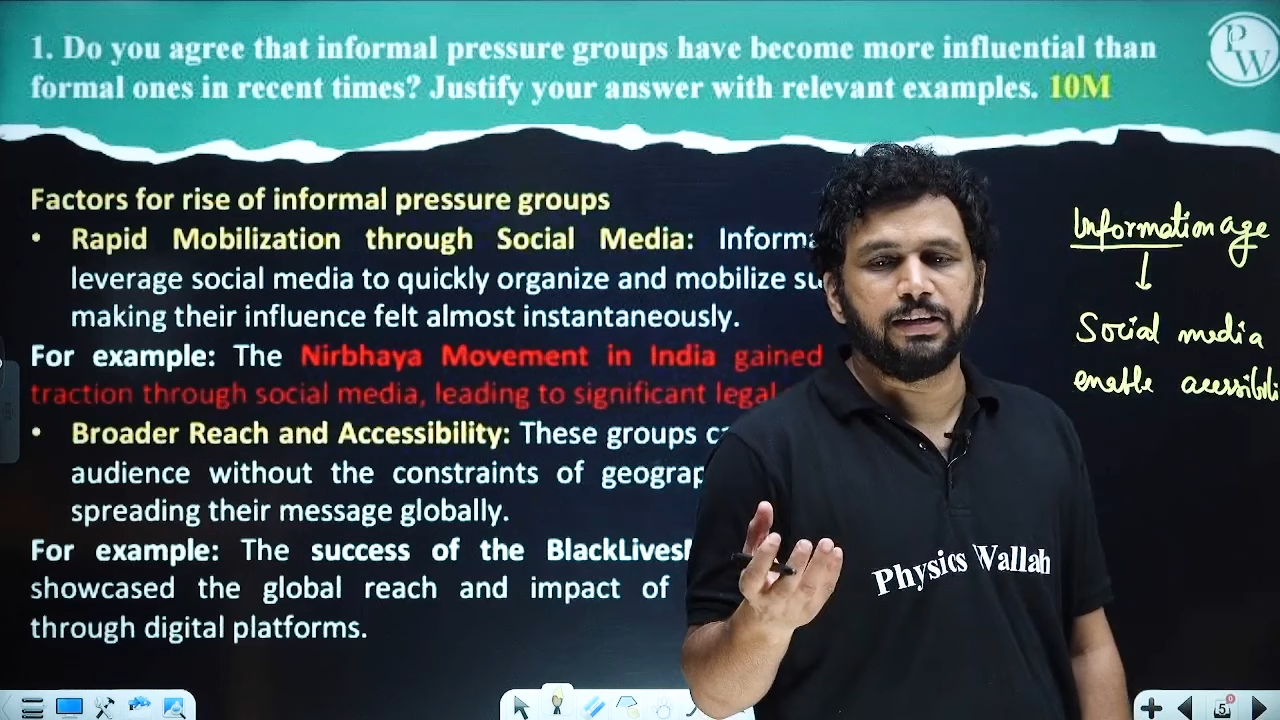 1. Do you agree that informal pressure groups have become more influential than
formal ones in recent times? Justify your answer with relevant examples. 10M
PW
Factors for rise of informal pressure groups
• Rapid Mobilization through Social Media:
leverage social media to quickly organize and mobilize
making their influence felt almost instantaneously.
For example: The Nirbhaya Movement in India gained
traction through social media, leading to significant legal
• Broader Reach and Accessibility: These groups
audience without the constraints of
spreading their message globally.
For example: The success of the
showcased the global reach and impact of
through digital platforms.
Information age
↓
Social media
enable
Physics Wallah
5